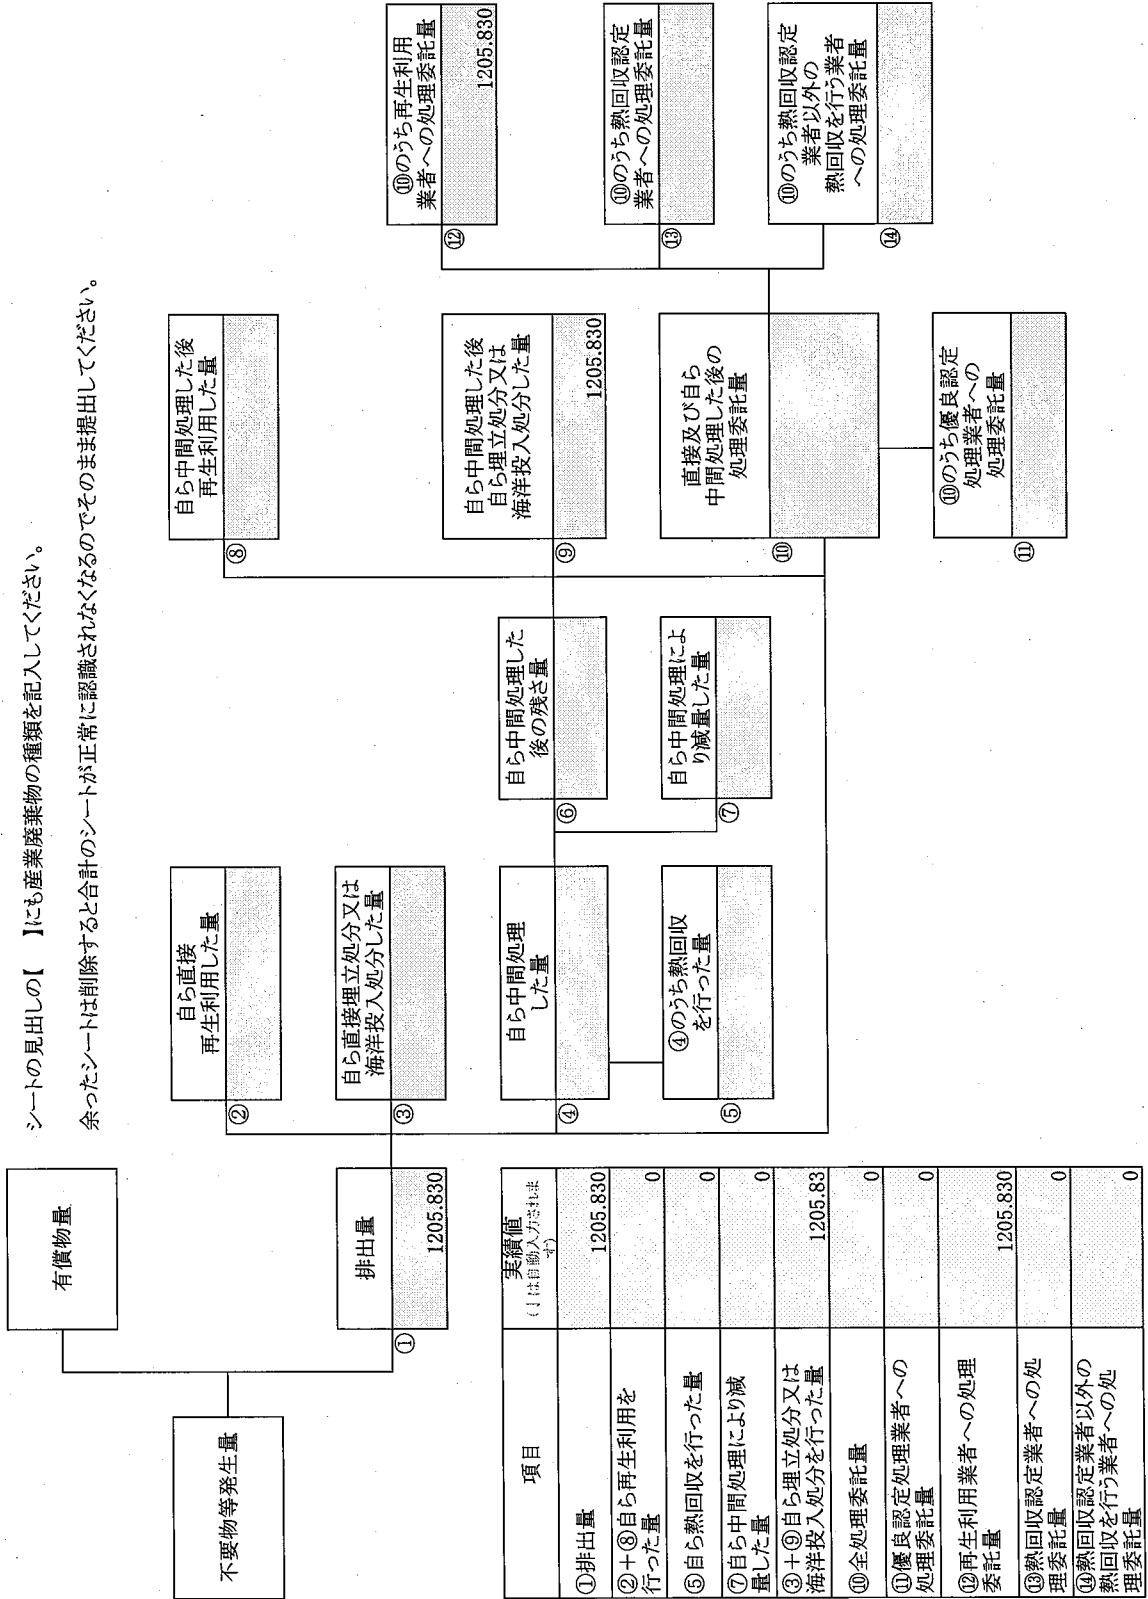 シートの見出しの【　　】にも産業廃棄物の種類を記入してください。
余ったシートは削除すると合計のシートが正常に認識されなくなるのでそのまま提出してください。
不要物等発生量
有償物量
①
排出量
1205.830
②
自ら直接
再生利用した量
③
自ら直接埋立処分又は
海洋投入処分した量
④
自ら中間処理
した量
⑤
④のうち熱回収
を行った量
⑥
自ら中間処理した
後の残さ量
⑦
自ら中間処理によ
り減量した量
⑧
自ら中間処理した後
再生利用した量
⑨
自ら中間処理した後
自ら埋立処分又は
海洋投入処分した量
1205.830
⑩
直接及び自ら
中間処理した後の
処理委託量
⑪
⑩のうち優良認定
処理業者への
処理委託量
⑫
⑩のうち再生利用
業者への処理委託量
1205.830
⑬
⑩のうち熱回収認定
業者への処理委託量
⑭
⑩のうち熱回収認定
業者以外の
熱回収を行う業者
への処理委託量
項目
実績値
は自動入力されま
す)
①排出量
1205.830
②＋⑧自ら再生利用を
行った量
0
⑤自ら熱回収を行った量
0
⑦自ら中間処理により減
量した量
0
③＋⑨自ら埋立処分又は
海洋投入処分を行った量
1205.83
⑩全処理委託量
0
⑪優良認定処理業者への
処理委託量
0
⑫再生利用業者への処理
委託量
1205.830
⑬熱回収認定業者への処
理委託量
0
⑭熱回収認定業者以外の
熱回収を行う業者への処
理委託量
0